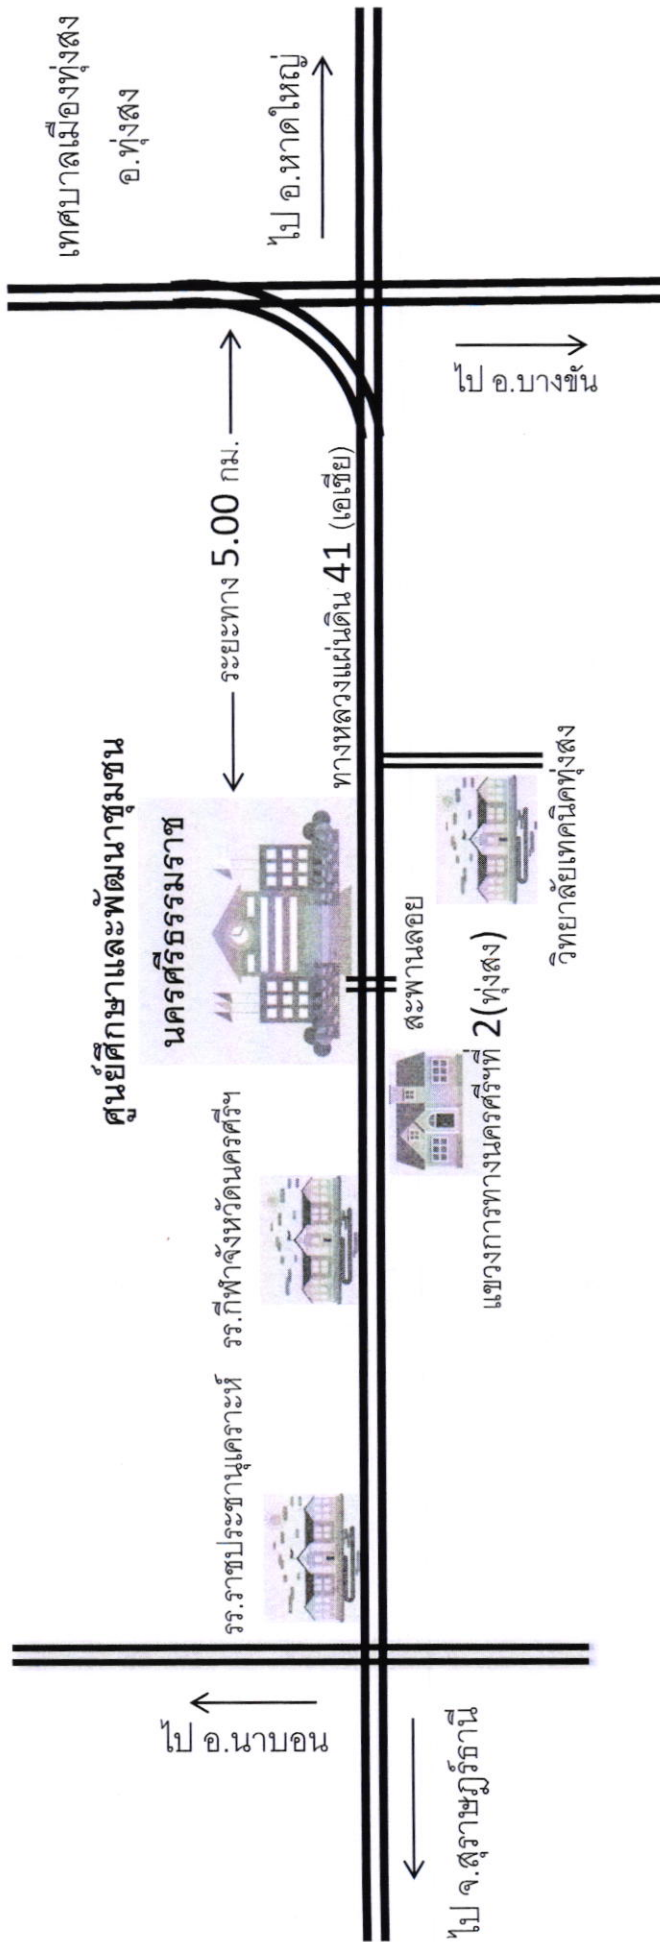 เทศบาลเมืองทุ่งสง
อ.ทุ่งสง
ไป อ.หาดใหญ่
ไป อ.บางขัน
ระยะทาง 5.00 กม.
ทางหลวงแผ่นดิน 41 (เอเชีย)
ศูนย์ศึกษาและพัฒนาชุมชน
นครศรีธรรมราช
วิทยาลัยเทคนิคทุ่งสง
สะพานลอย
แขวงการทางนครศรีฯที่ 2(ทุ่งสง)
รร.กีฬาจังหวัดนครศรีฯ
รร.ราชประชานุเคราะห์
ไป อ.นาบอน
ไป จ.สุราษฎร์ธานี